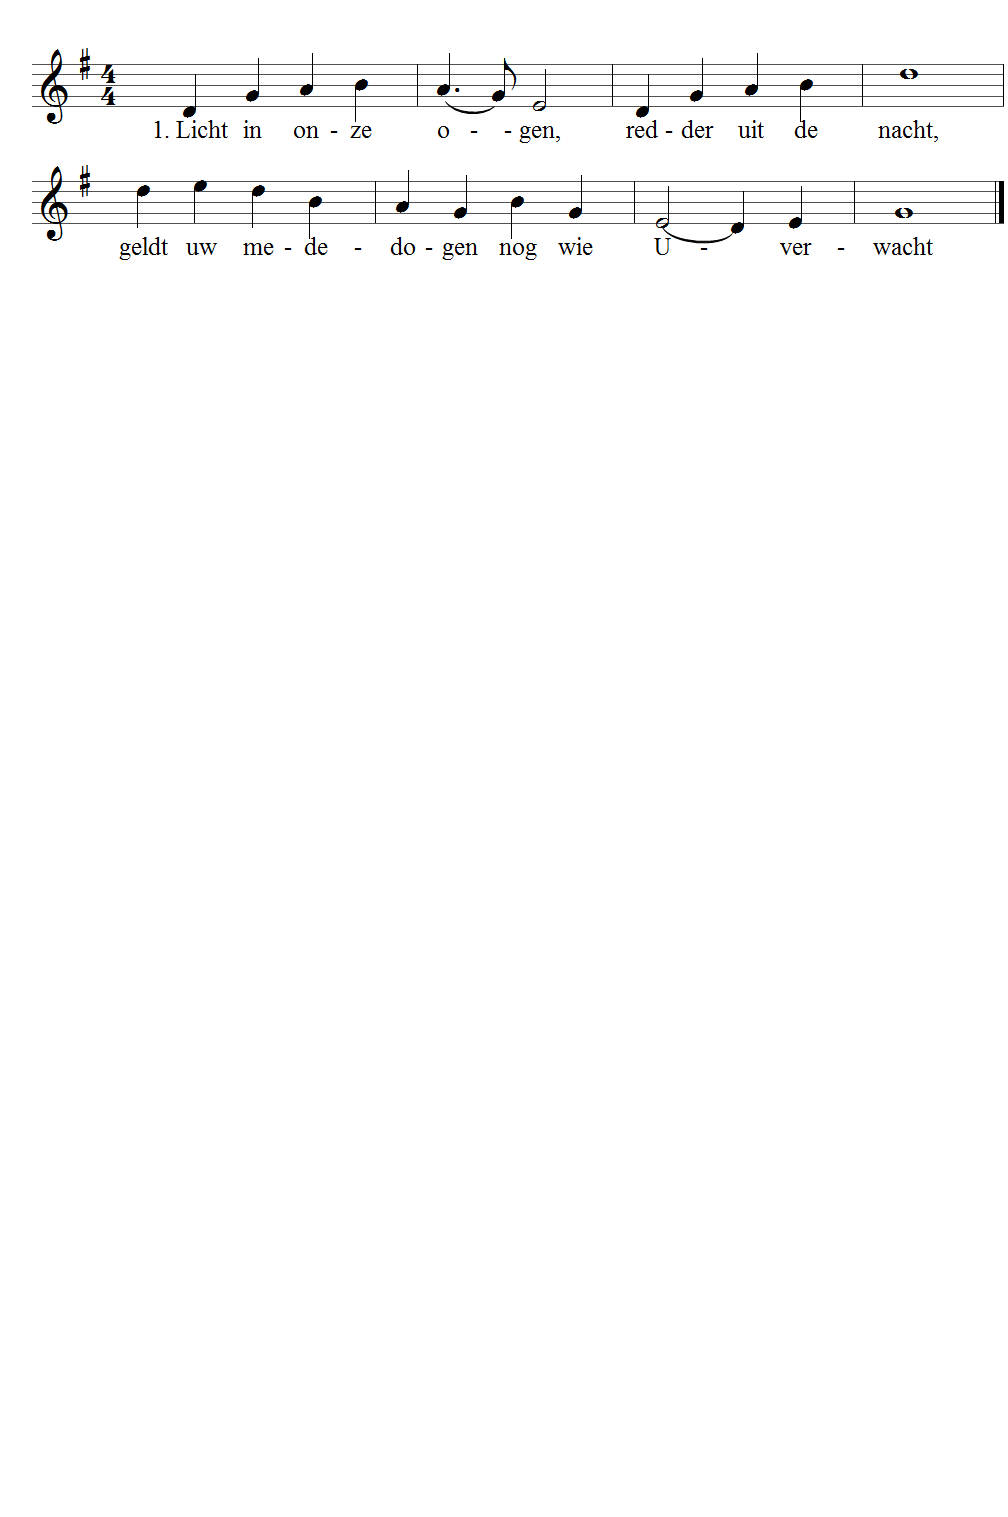 1. Licht in on - ze o - - gen, red - der uit de nacht,
geldt uw me - de - do - gen nog wie U - ver - wacht